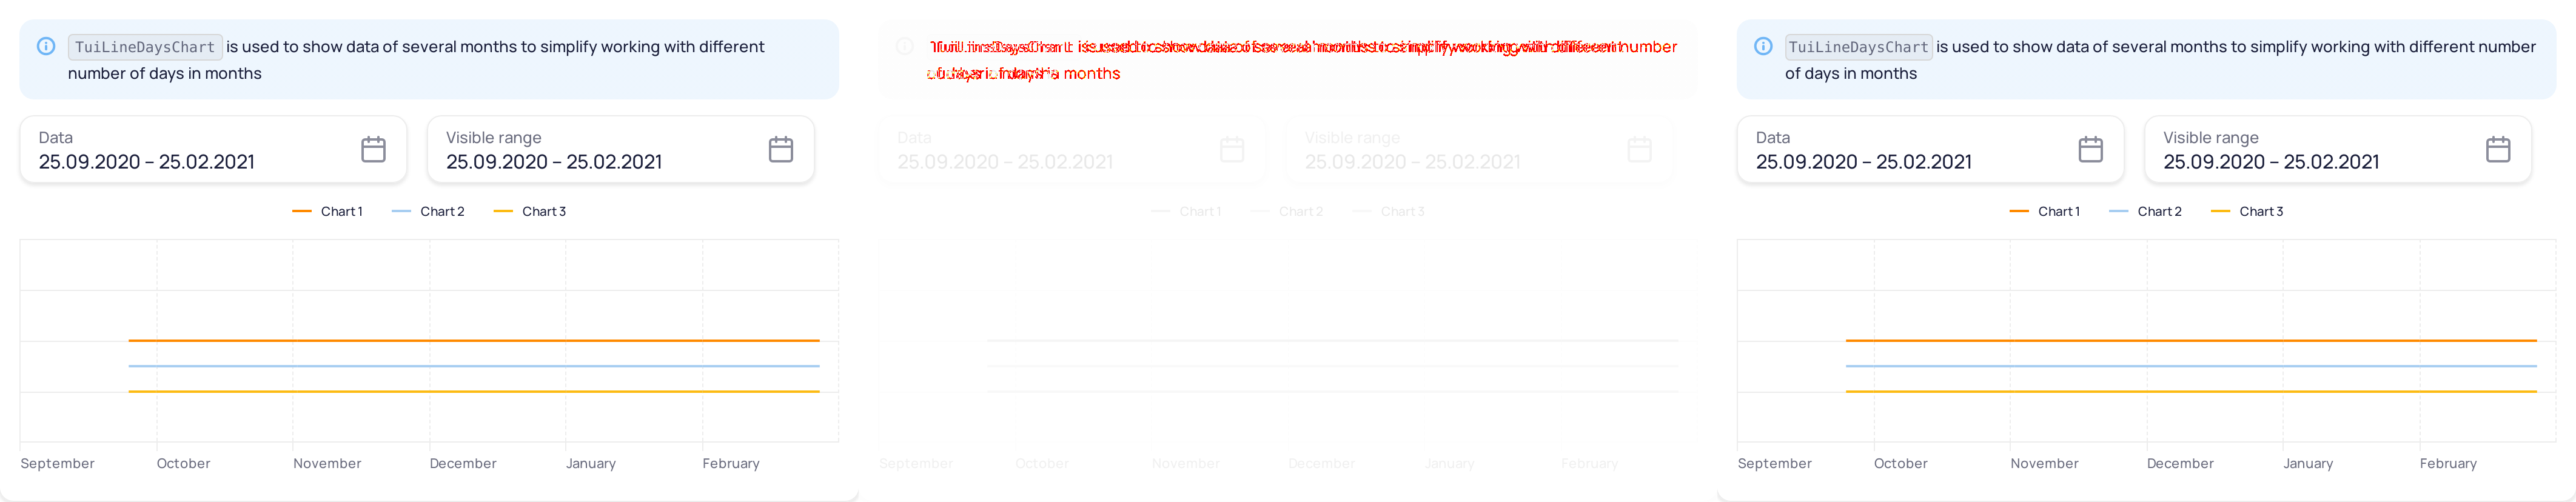 TuiLineDaysChart is used to show data of several months to simplify working with different
number of days in months
Data
25.09.2020 – 25.02.2021
Visible range
25.09.2020 – 25.02.2021
Chart 1
Chart 2
Chart 3
September
October
November
December
January
February
number
months
Data
25.09.2020 – 25.02.2021
Visible range
25.09.2020 – 25.02.2021
Chart 1
Chart 2
Chart 3
September
October
November
December
January
February
TuiLineDaysChart is used to show data of several months to simplify working with different number
of days in months
Data
25.09.2020 – 25.02.2021
Visible range
25.09.2020 – 25.02.2021
Chart 1
Chart 2
Chart 3
September
October
November
December
January
February